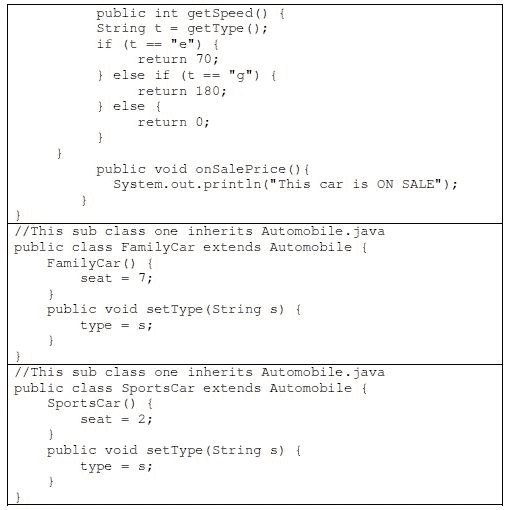 public int getSpeed() {
String t = getType();
if (t == "e") {
return 70;
} else if (t == "g") {
return 180;
} else {
return 0;
}
}
public void onSalePrice(){
System.out.println("This car is ON SALE");
}
}
//This sub class one inherits Automobile.java
public class FamilyCar extends Automobile {
FamilyCar() {
seat = 7;
}
public void setType(String s) {
type = s;
}
}
//This sub class one inherits Automobile.java
public class SportsCar extends Automobile {
SportsCar() {
seat = 2;
}
public void setType(String s) {
type = s;
}
}